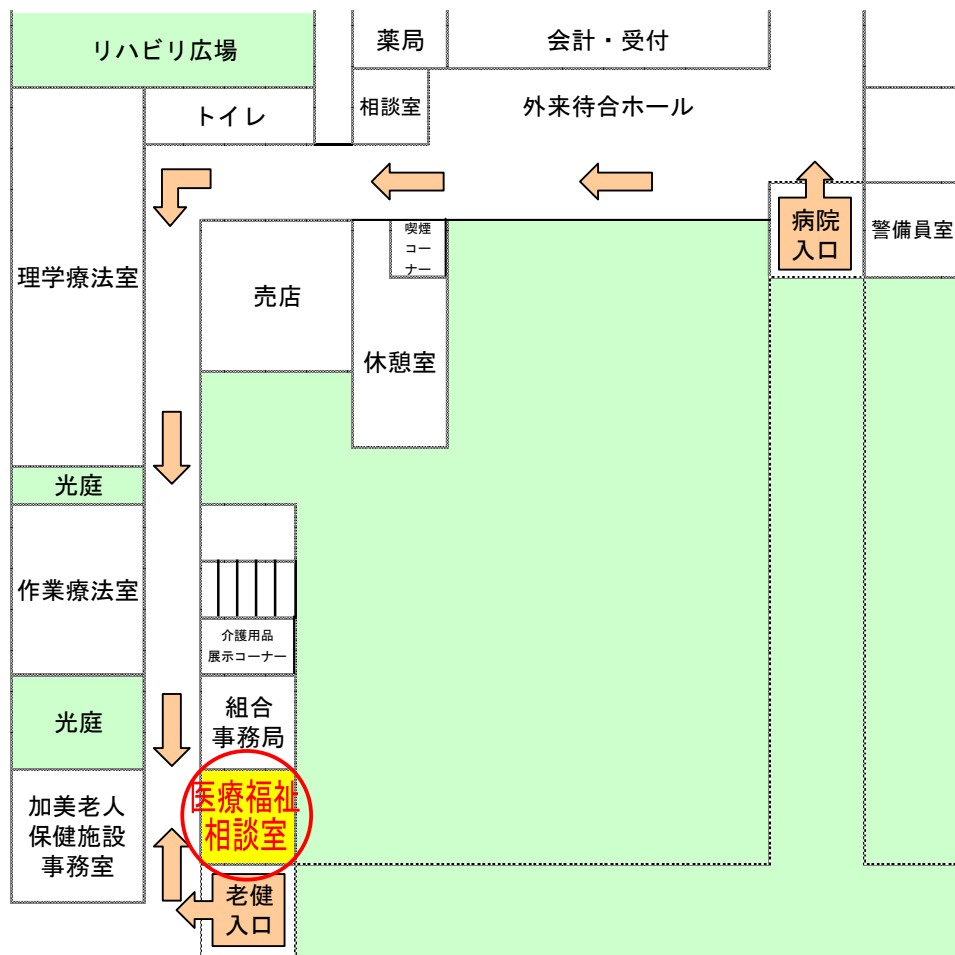 リハビリ広場
薬局
会計・受付
トイレ
相談室
外来待合ホール
病院
入口
警備員室
理学療法室
売店
喫煙
コー
ナー
休憩室
光庭
作業療法室
介護用品
展示コーナー
光庭
組合
事務局
医療福祉
相談室
加美老人
保健施設
事務室
老健
入口